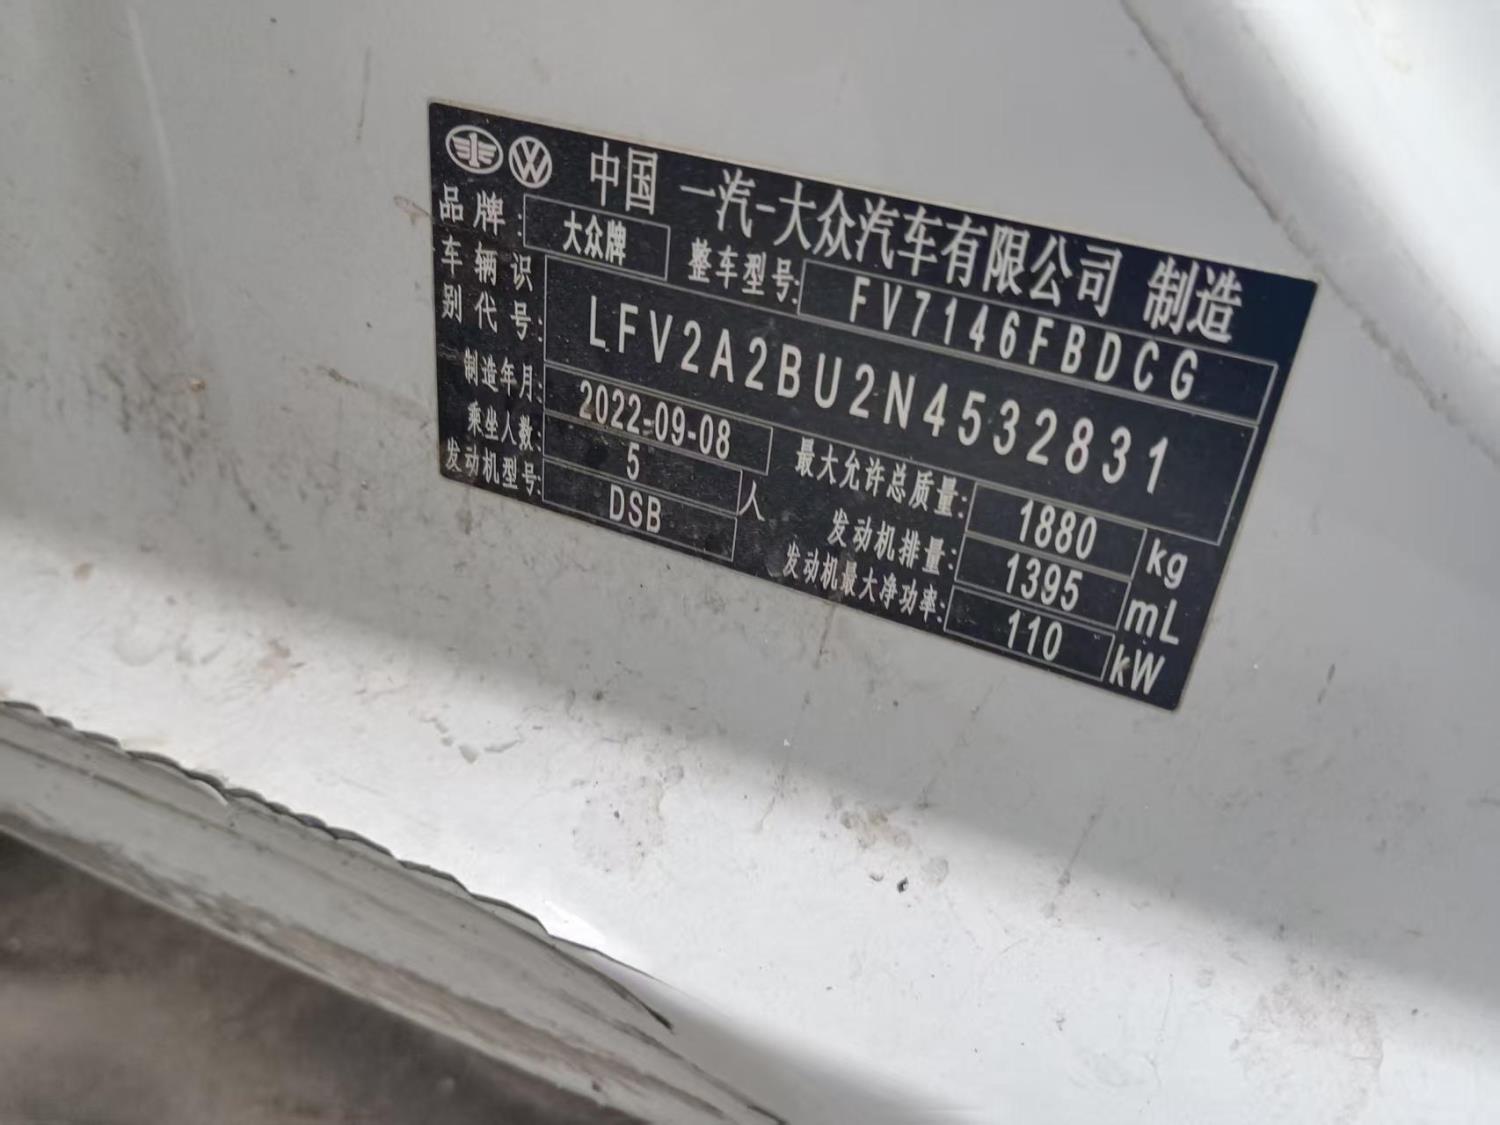 中国 一汽-大众汽车有限公司 制造
品牌: 大众牌 整车型号: FV7146FBDCG
车辆识别代号: LFV2A2BU2N4532831
制造年月: 2022-09-08 最大允许总质量: 1880 kg
乘坐人数: 5 人 发动机排量: 1395 mL
发动机型号: DSB 发动机最大净功率: 110 kW